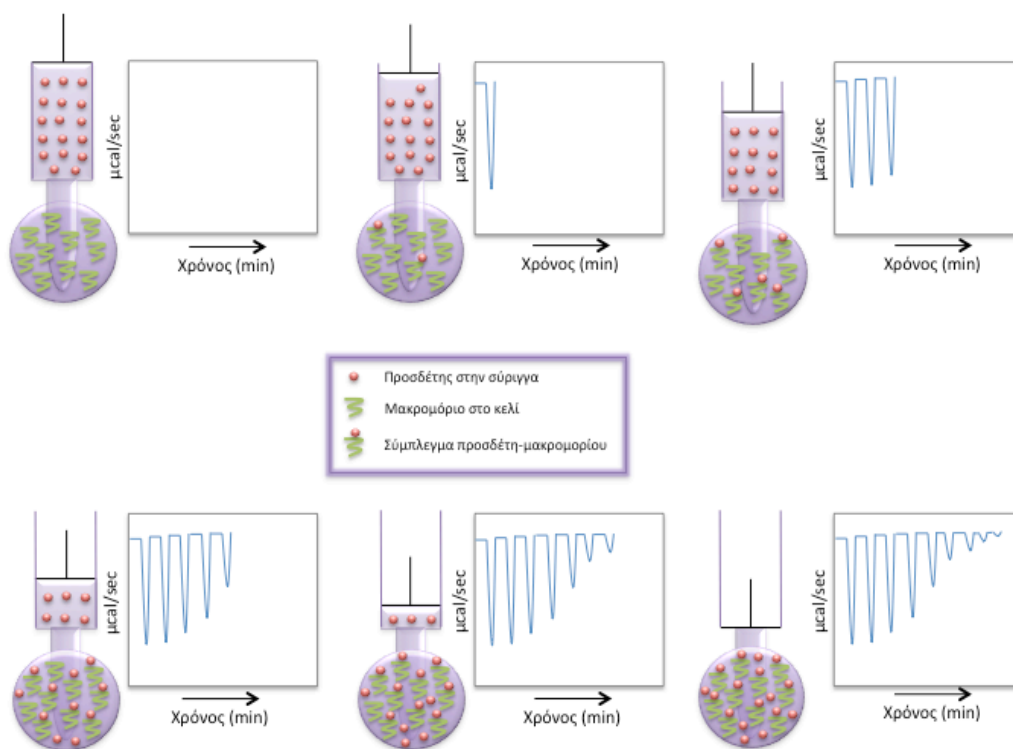 μcal/sec
Χρόνος (min)
μcal/sec
Χρόνος (min)
μcal/sec
Χρόνος (min)
Προσδέτης στην σύριγγα
Μακρομόριο στο κελί
Σύμπλεγμα προσδέτη-μακρομορίου
μcal/sec
Χρόνος (min)
μcal/sec
Χρόνος (min)
μcal/sec
Χρόνος (min)